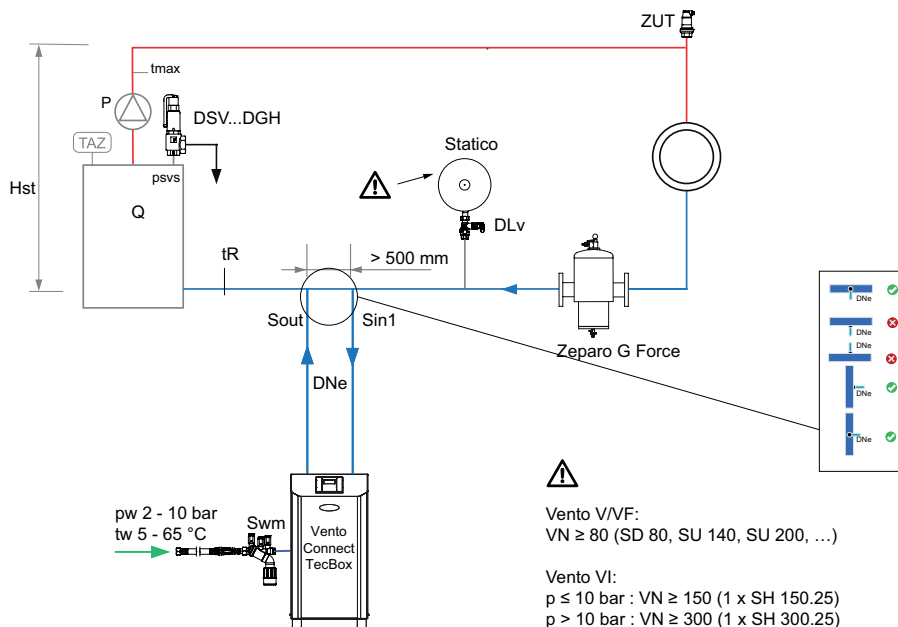 ZUT
tmax
P
DSV...DGH
TAZ
Statico
psvs
Hst
Q
DLv
tR
> 500 mm
DNe
Sout
Sin1
DNe
DNe
Zeparo G Force
DNe
DNe
DNe
pw 2 - 10 bar
tw 5 - 65 °C
Swm
Vento
Connect
TecBox
Vento V/VF:
VN ≥ 80 (SD 80, SU 140, SU 200, …)
Vento VI:
p ≤ 10 bar : VN ≥ 150 (1 x SH 150.25)
p > 10 bar : VN ≥ 300 (1 x SH 300.25)